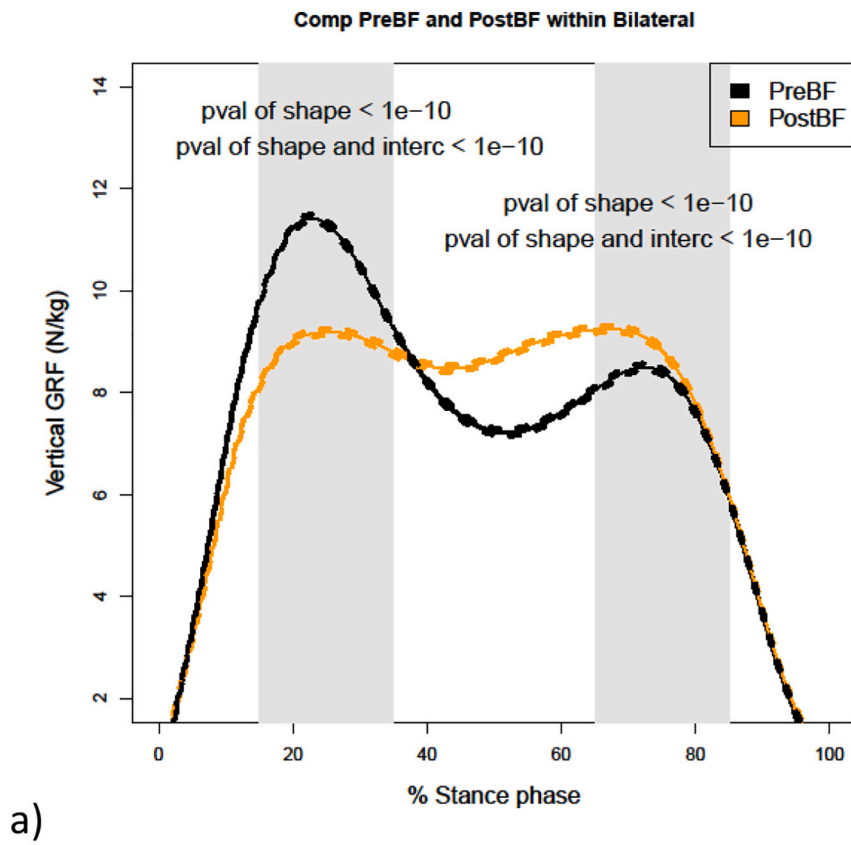 Comp PreBF and PostBF within Bilateral
PreBF
PostBF
pval of shape < 1e−10
pval of shape and interc < 1e−10
pval of shape < 1e−10
pval of shape and interc < 1e−10
Vertical GRF (N/kg)
14
12
10
8
6
4
2
0 20 40 60 80 100
% Stance phase
a)